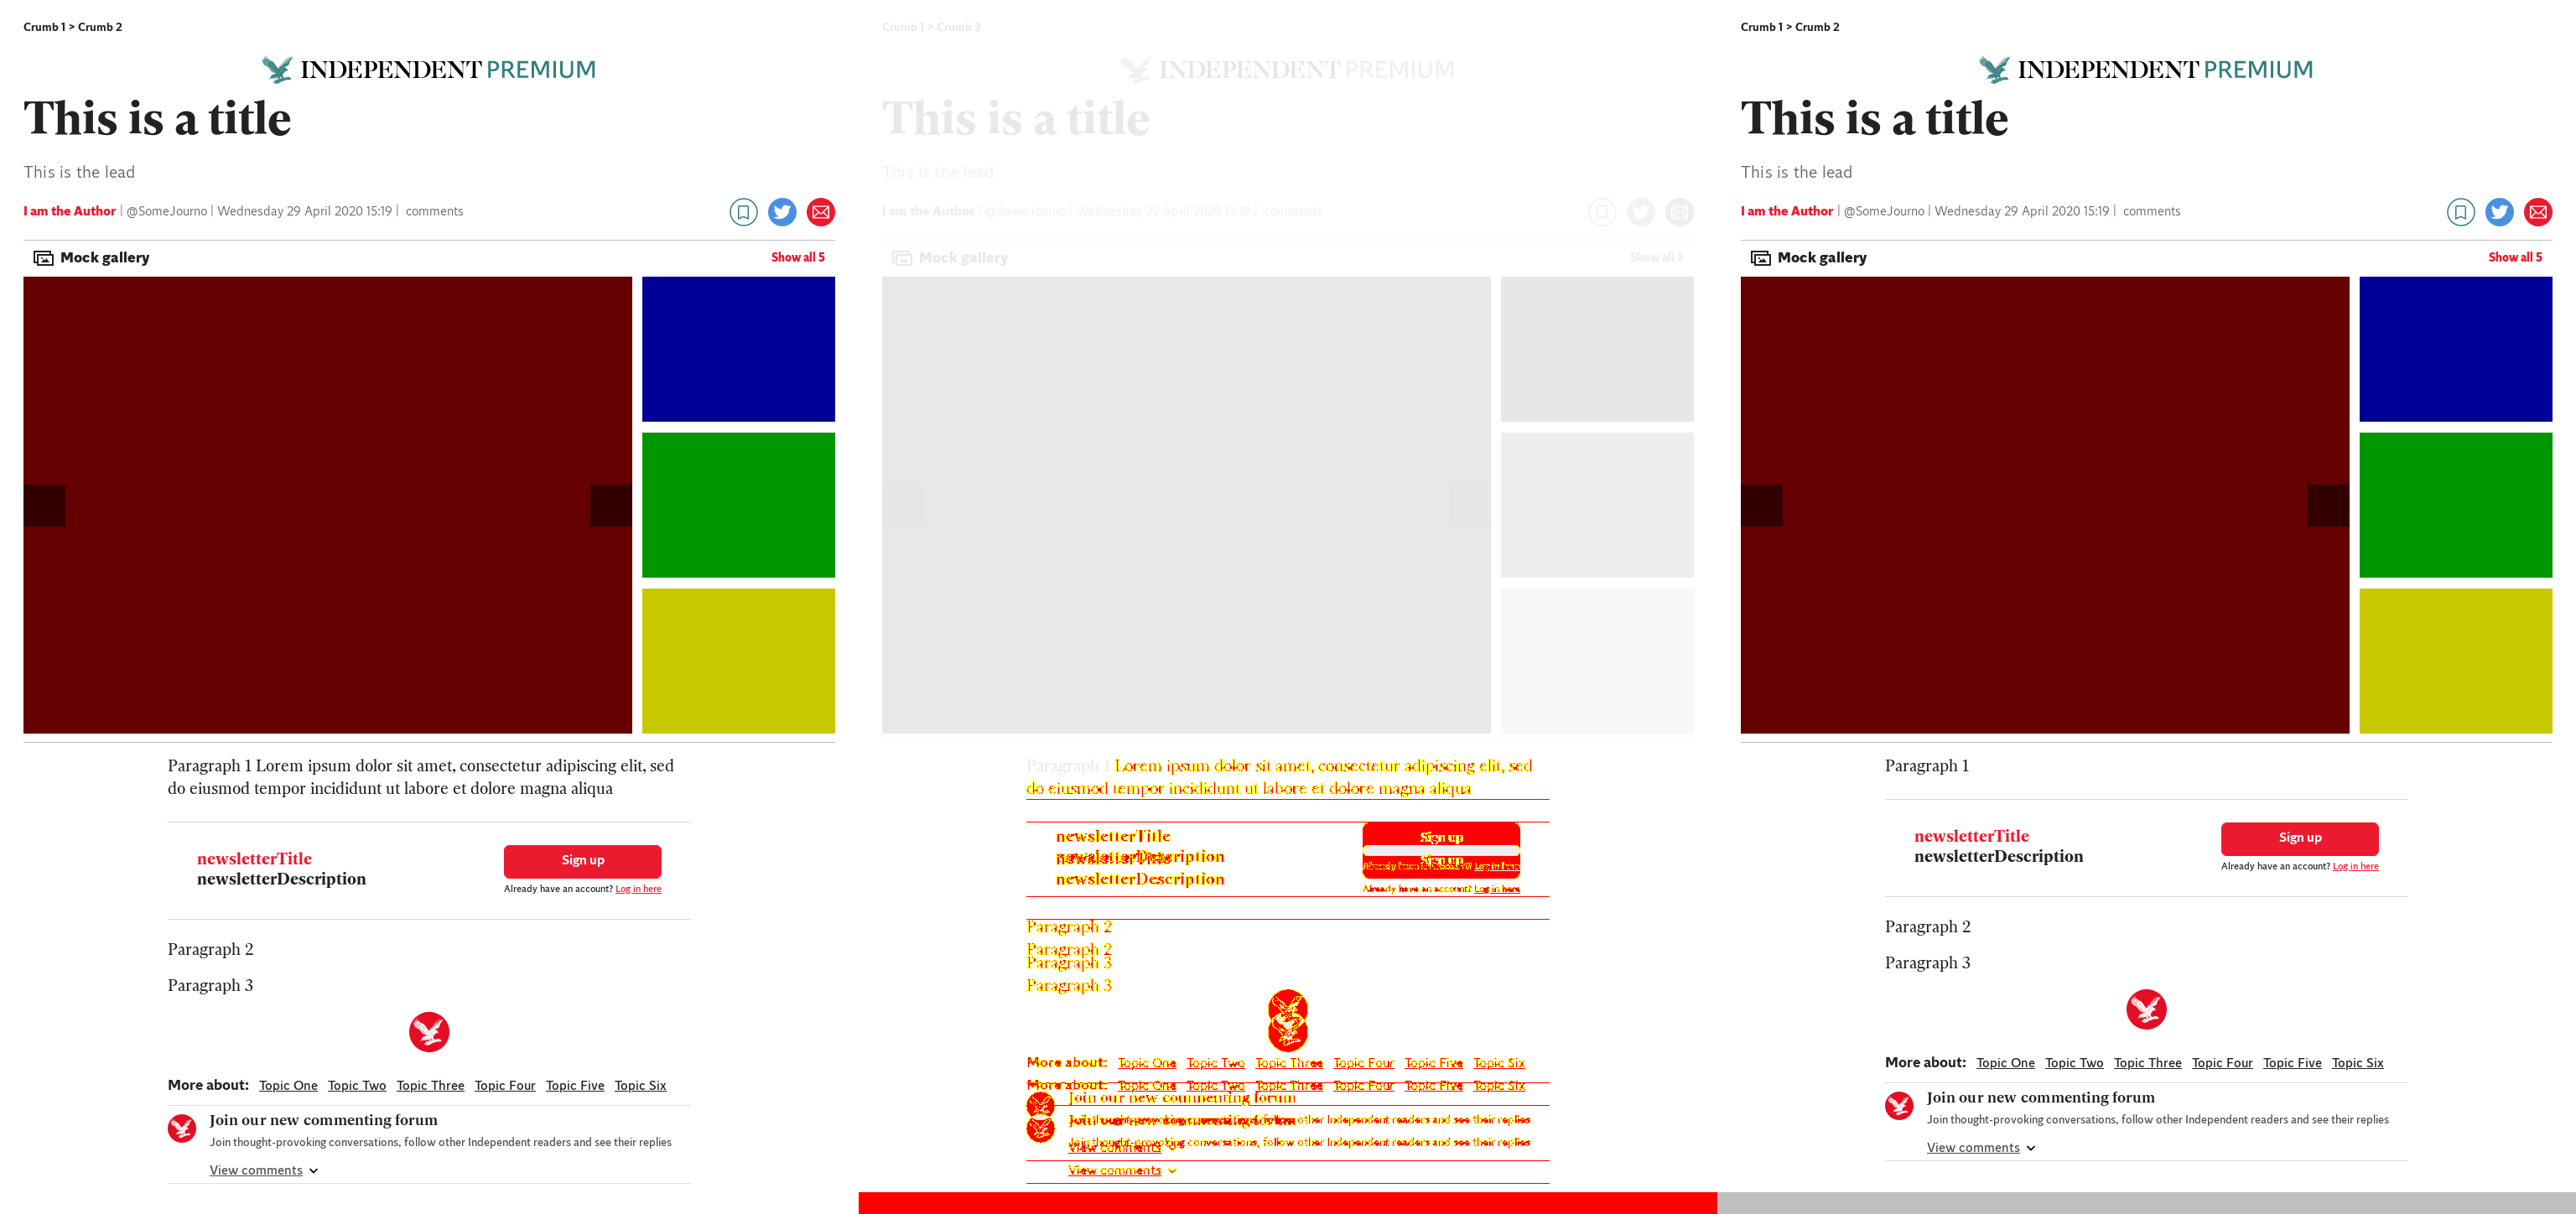 Crumb 1 > Crumb 2
INDEPENDENT PREMIUM
This is a title
This is the lead
I am the Author | @SomeJourno | Wednesday 29 April 2020 15:19 | comments
Mock gallery
Show all 5
Paragraph 1 Lorem ipsum dolor sit amet, consectetur adipiscing elit, sed
do eiusmod tempor incididunt ut labore et dolore magna aliqua
newsletterTitle
newsletterDescription
Sign up
Already have an account? Log in here
Paragraph 2
Paragraph 3
More about: Topic One Topic Two Topic Three Topic Four Topic Five Topic Six
Join our new commenting forum
Join thought-provoking conversations, follow other Independent readers and see their replies
View comments
Crumb 1 > Crumb 2
INDEPENDENT PREMIUM
This is a title
This is the lead
I am the Author | @SomeJourno | Wednesday 29 April 2020 15:19 | comments
Mock gallery
Show all 5
Paragraph 1 Lorem ipsum dolor sit amet, consectetur adipiscing elit, sed
do eiusmod tempor incididunt ut labore et dolore magna aliqua
newsletterTitle
newsletterDescription
newsletterDescription
Sign up
Sign up
Already have an account? Log in here
Already have an account? Log in here
Paragraph 2
Paragraph 2
Paragraph 3
Paragraph 3
More about: Topic One Topic Two Topic Three Topic Four Topic Five Topic Six
More about: Topic One Topic Two Topic Three Topic Four Topic Five Topic Six
Join our new commenting forum
Join our new commenting forum
Join thought-provoking conversations, follow other Independent readers and see their replies
View comments
View comments
Crumb 1 > Crumb 2
INDEPENDENT PREMIUM
This is a title
This is the lead
I am the Author | @SomeJourno | Wednesday 29 April 2020 15:19 | comments
Mock gallery
Show all 5
Paragraph 1
newsletterTitle
newsletterDescription
Sign up
Already have an account? Log in here
Paragraph 2
Paragraph 3
More about: Topic One Topic Two Topic Three Topic Four Topic Five Topic Six
Join our new commenting forum
Join thought-provoking conversations, follow other Independent readers and see their replies
View comments